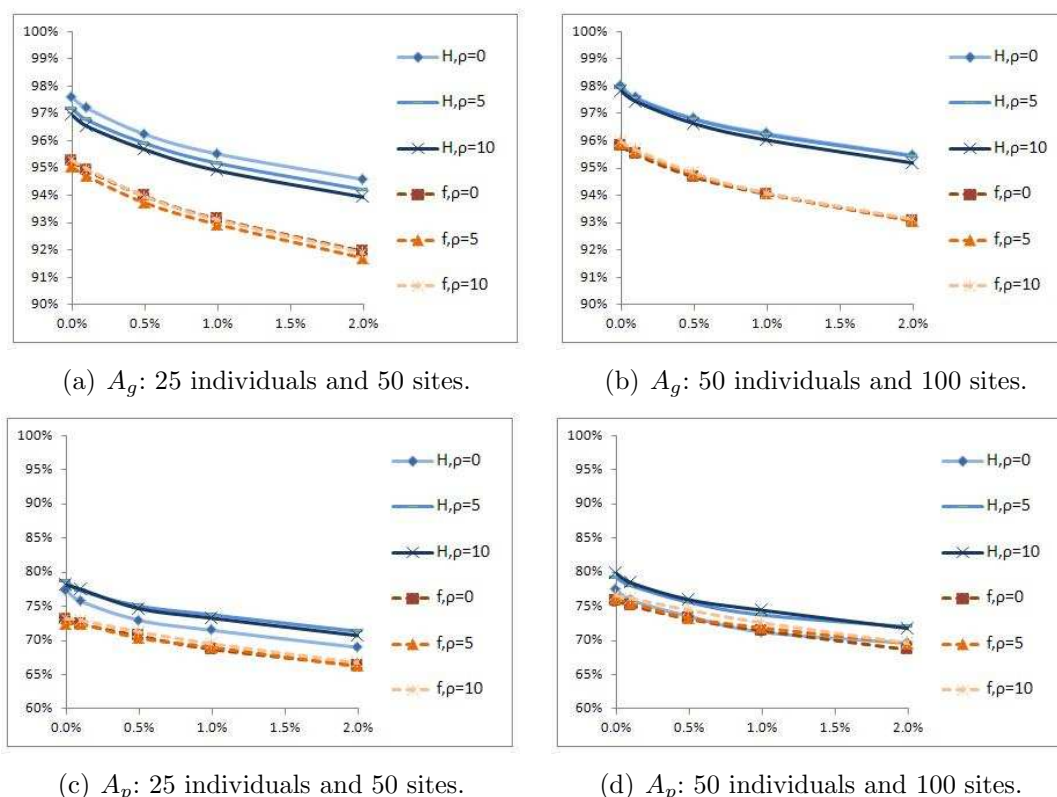 100%
99%
98%
97%
96%
95%
94%
93%
92%
91%
90%
0.0% 0.5% 1.0% 1.5% 2.0%
H,ρ=0
H,ρ=5
H,ρ=10
f,ρ=0
f,ρ=5
f,ρ=10
(a) A_g: 25 individuals and 50 sites.
100%
99%
98%
97%
96%
95%
94%
93%
92%
91%
90%
0.0% 0.5% 1.0% 1.5% 2.0%
H,ρ=0
H,ρ=5
H,ρ=10
f,ρ=0
f,ρ=5
f,ρ=10
(b) A_g: 50 individuals and 100 sites.
100%
95%
90%
85%
80%
75%
70%
65%
60%
0.0% 0.5% 1.0% 1.5% 2.0%
H,ρ=0
H,ρ=5
H,ρ=10
f,ρ=0
f,ρ=5
f,ρ=10
(c) A_p: 25 individuals and 50 sites.
100%
95%
90%
85%
80%
75%
70%
65%
60%
0.0% 0.5% 1.0% 1.5% 2.0%
H,ρ=0
H,ρ=5
H,ρ=10
f,ρ=0
f,ρ=5
f,ρ=10
(d) A_p: 50 individuals and 100 sites.